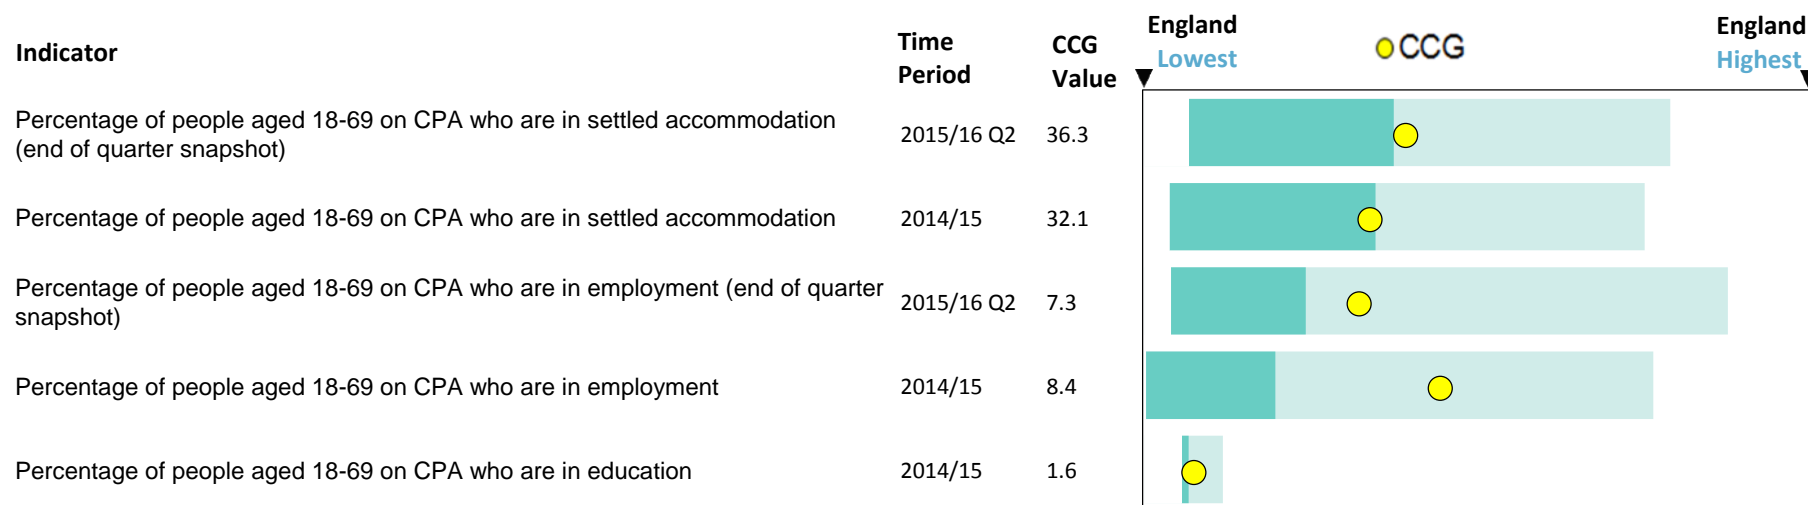 Indicator
Time
Period
CCG
Value
England
Lowest
CCG
England
Highest
Percentage of people aged 18-69 on CPA who are in settled accommodation
(end of quarter snapshot)
2015/16 Q2
36.3
Percentage of people aged 18-69 on CPA who are in settled accommodation
2014/15
32.1
Percentage of people aged 18-69 on CPA who are in employment (end of quarter
snapshot)
2015/16 Q2
7.3
Percentage of people aged 18-69 on CPA who are in employment
2014/15
8.4
Percentage of people aged 18-69 on CPA who are in education
2014/15
1.6